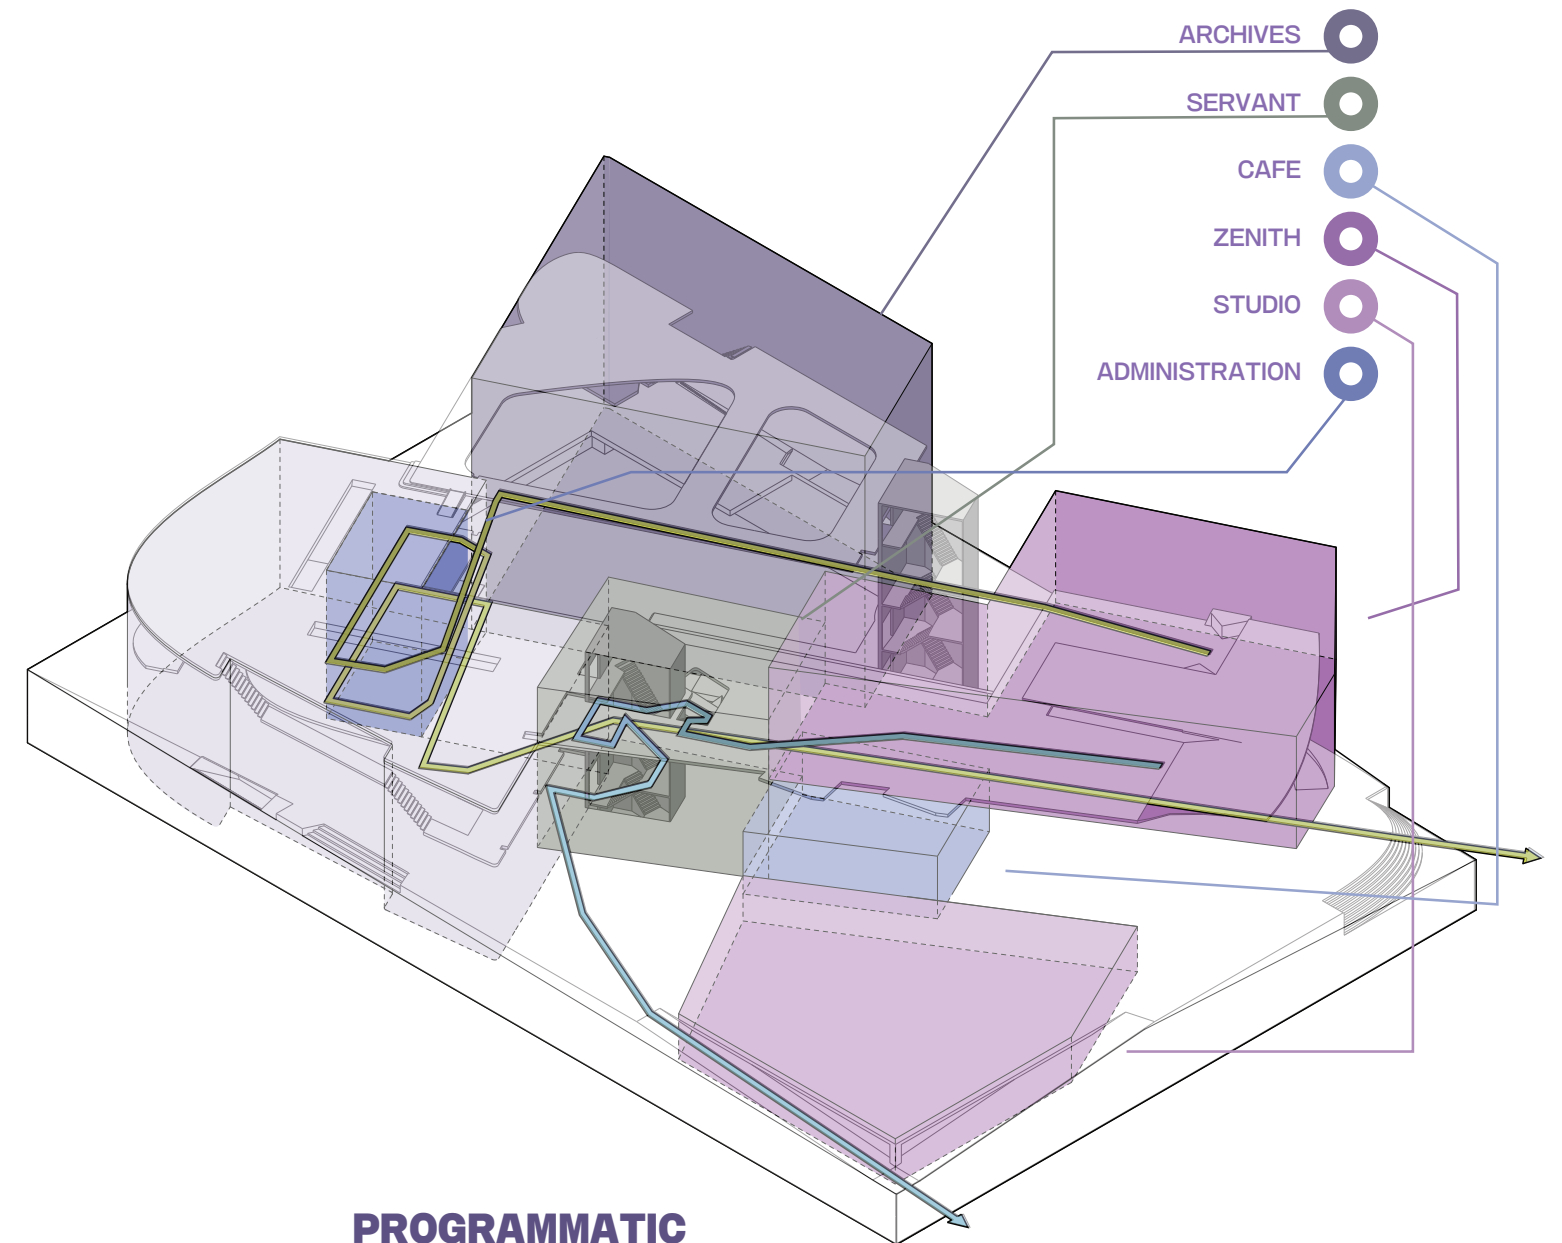 ARCHIVES
SERVANT
CAFE
ZENITH
STUDIO
ADMINISTRATION
PROGRAMMATIC